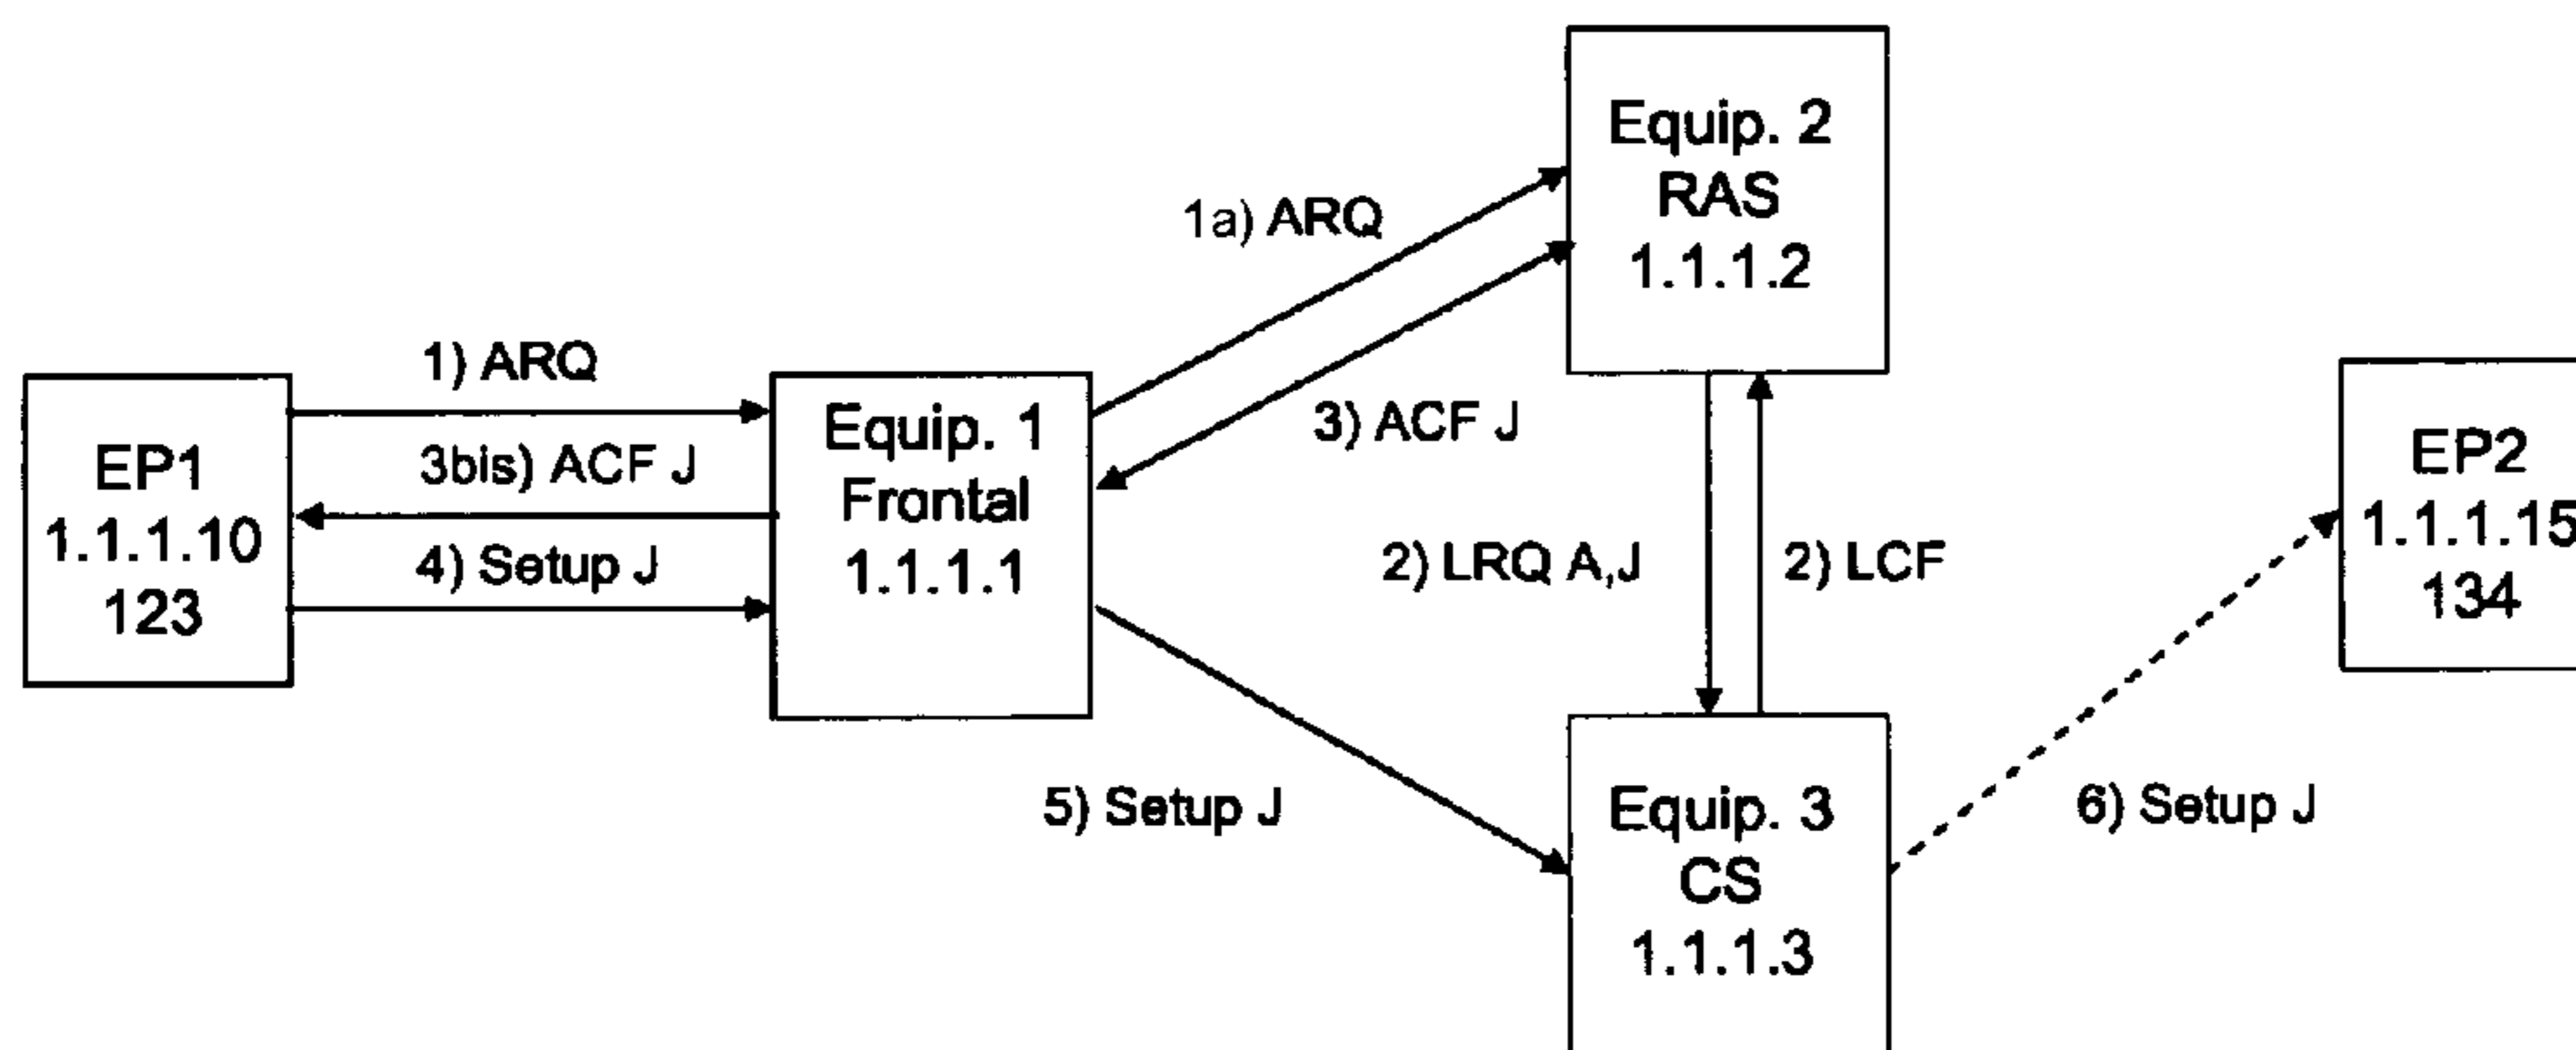 Equip. 2
RAS
1.1.1.2
1a) ARQ
1) ARQ
3bis) ACF J
4) Setup J
EP1
1.1.1.10
123
Equip. 1
Frontal
1.1.1.1
3) ACF J
2) LRQ A,J
2) LCF
EP2
1.1.1.15
134
5) Setup J
Equip. 3
CS
1.1.1.3
6) Setup J